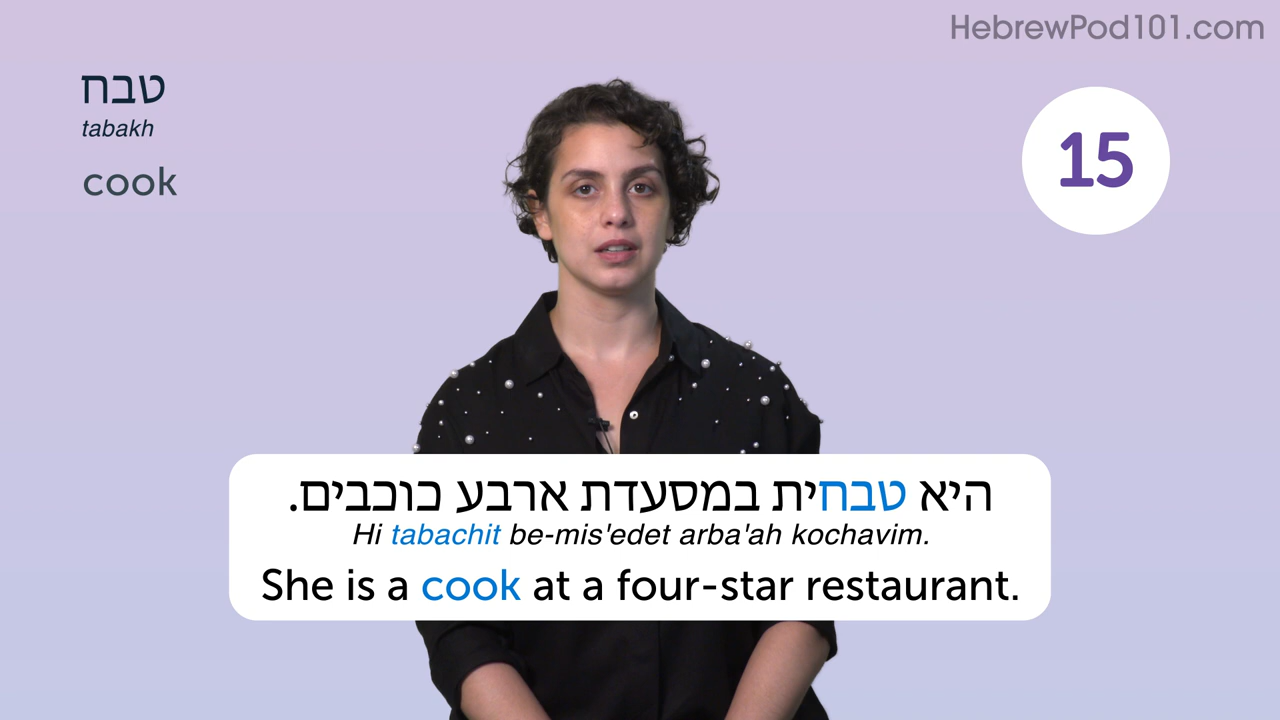 HebrewPod101.com
טבח
tabakh
cook
15
היא טבחית במסעדת ארבע כוכבים.
Hi tabachit be-mis'edet arba'ah kochavim.
She is a cook at a four-star restaurant.